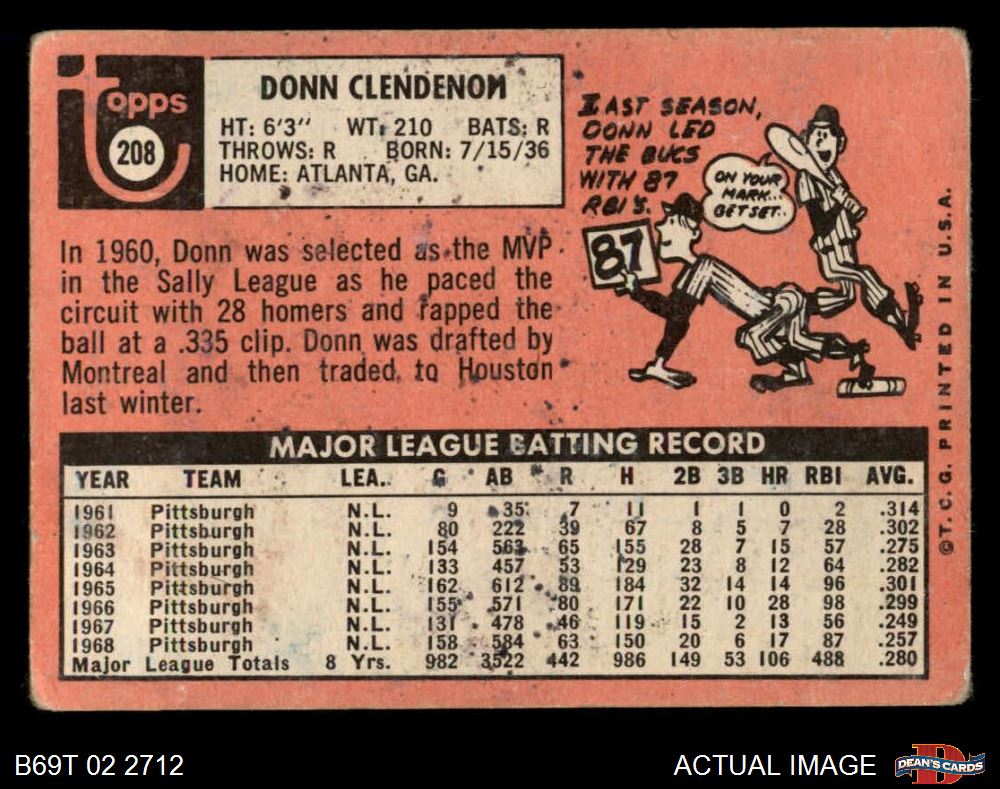 topps
208
DONN CLENDENON
HT: 6'3" WT: 210 BATS: R
THROWS: R BORN: 7/15/36
HOME: ATLANTA, GA.
LAST SEASON,
DONN LED
THE BUCS
WITH 87
RBI'S.
ON YOUR
MARK...
GET SET..
87
In 1960, Donn was selected as the MVP
in the Sally League as he paced the
circuit with 28 homers and rapped the
ball at a .335 clip. Donn was drafted by
Montreal and then traded to Houston
last winter.
MAJOR LEAGUE BATTING RECORD
YEAR TEAM LEA. G AB R H 2B 3B HR RBI AVG.
1961 Pittsburgh N.L. 9 35 7 11 1 1 0 2 .314
1962 Pittsburgh N.L. 80 222 39 67 8 5 7 28 .302
1963 Pittsburgh N.L. 154 563 65 155 28 7 15 57 .275
1964 Pittsburgh N.L. 133 457 53 129 23 8 12 64 .282
1965 Pittsburgh N.L. 162 612 89 184 32 14 14 96 .301
1966 Pittsburgh N.L. 155 571 80 171 22 10 28 98 .299
1967 Pittsburgh N.L. 131 478 46 119 15 2 13 56 .249
1968 Pittsburgh N.L. 158 584 63 150 20 6 17 87 .257
Major League Totals 8 Yrs. 982 3522 442 986 149 53 106 488 .280
©T.C.G. PRINTED IN U.S.A.
B69T 02 2712
ACTUAL IMAGE
D
DEAN'S CARDS